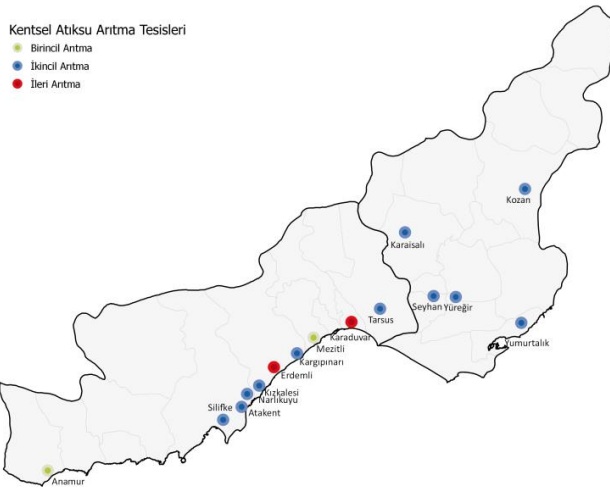 Kentsel Atıksu Arıtma Tesisleri
Birincil Arıtma
İkincil Arıtma
İleri Arıtma
Kozan
Karaisalı
Seyhan
Yüreğir
Tarsus
Karaduvar
Yumurtalık
Mezitli
Kargıpınarı
Erdemli
Kızkalesi
Narlıkuyu
Silifke
Atakent
Anamur